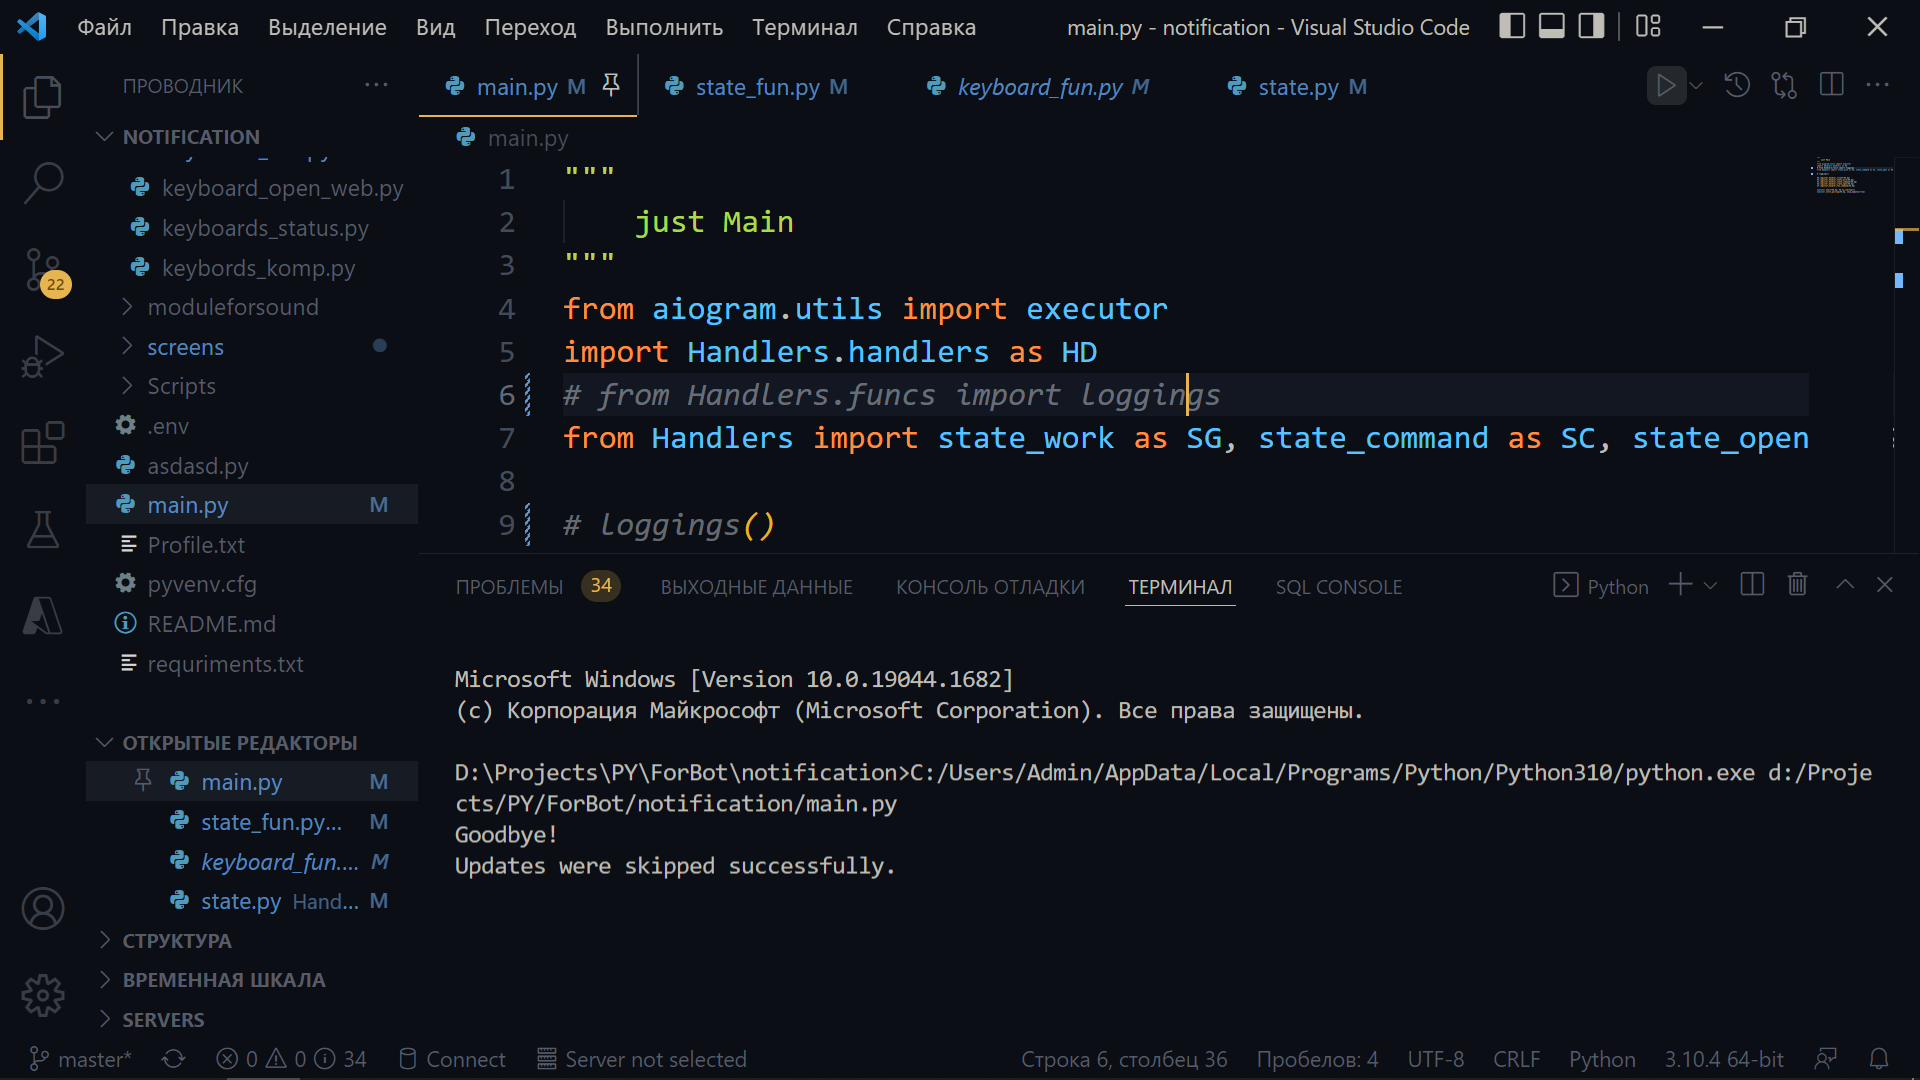 Файл Правка Выделение Вид Переход Выполнить Терминал Справка main.py - notification - Visual Studio Code
ПРОВОДНИК ···
NOTIFICATION
keyboard_open_web.py
keyboards_status.py
keybords_komp.py
moduleforsound
screens
Scripts
.env
asdasd.py
main.py M
Profile.txt
pyvenv.cfg
README.md
requriments.txt
22
ОТКРЫТЫЕ РЕДАКТОРЫ
main.py M
state_fun.py... M
keyboard_fun.... M
state.py Hand... M
СТРУКТУРА
ВРЕМЕННАЯ ШКАЛА
SERVERS
main.py M state_fun.py M keyboard_fun.py M state.py M
main.py
1 """
2 just Main
3 """
4 from aiogram.utils import executor
5 import Handlers.handlers as HD
6 # from Handlers.funcs import loggings
7 from Handlers import state_work as SG, state_command as SC, state_open
8
9 # loggings()
ПРОБЛЕМЫ 34 ВЫХОДНЫЕ ДАННЫЕ КОНСОЛЬ ОТЛАДКИ ТЕРМИНАЛ SQL CONSOLE Python
Microsoft Windows [Version 10.0.19044.1682]
(c) Корпорация Майкрософт (Microsoft Corporation). Все права защищены.
D:\Projects\PY\ForBot\notification>C:/Users/Admin/AppData/Local/Programs/Python/Python310/python.exe d:/Proje
cts/PY/ForBot/notification/main.py
Goodbye!
Updates were skipped successfully.
master* 0 0 34 Connect Server not selected Строка 6, столбец 36 Пробелов: 4 UTF-8 CRLF Python 3.10.4 64-bit